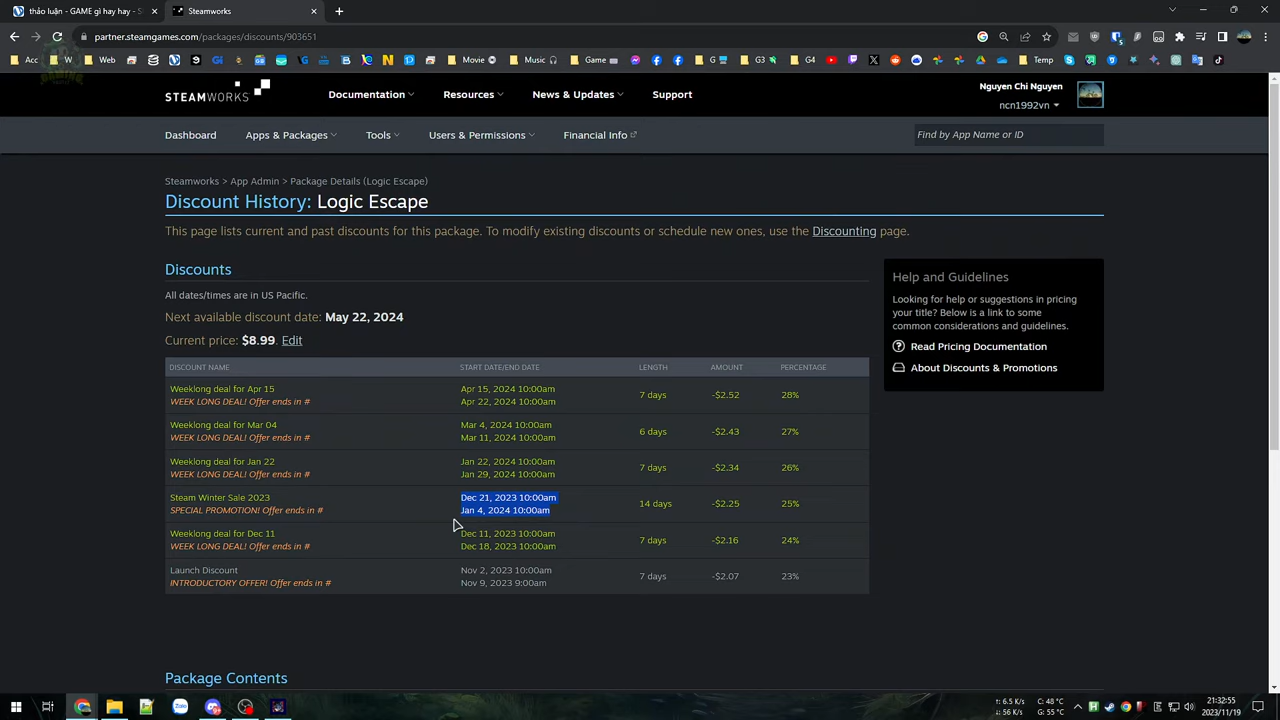 thảo luận - GAME gì hay hay - S
Steamworks
partner.steamgames.com/packages/discounts/903651
Acc
Web
Movie
Music
Game
G
G3
G4
Temp
STEAMWORKS
Documentation
Resources
News & Updates
Support
Nguyen Chi Nguyen
ncn1992vn
Dashboard
Apps & Packages
Tools
Users & Permissions
Financial Info
Find by App Name or ID
Steamworks > App Admin > Package Details (Logic Escape)
Discount History: Logic Escape
This page lists current and past discounts for this package. To modify existing discounts or schedule new ones, use the Discounting page.
Discounts
All dates/times are in US Pacific.
Next available discount date: May 22, 2024
Current price: $8.99. Edit
DISCOUNT NAME START DATE/END DATE LENGTH AMOUNT PERCENTAGE
Weeklong deal for Apr 15
WEEK LONG DEAL! Offer ends in #
Apr 15, 2024 10:00am
Apr 22, 2024 10:00am
7 days
-$2.52
28%
Weeklong deal for Mar 04
WEEK LONG DEAL! Offer ends in #
Mar 4, 2024 10:00am
Mar 11, 2024 10:00am
6 days
-$2.43
27%
Weeklong deal for Jan 22
WEEK LONG DEAL! Offer ends in #
Jan 22, 2024 10:00am
Jan 29, 2024 10:00am
7 days
-$2.34
26%
Steam Winter Sale 2023
SPECIAL PROMOTION! Offer ends in #
Dec 21, 2023 10:00am
Jan 4, 2024 10:00am
14 days
-$2.25
25%
Weeklong deal for Dec 11
WEEK LONG DEAL! Offer ends in #
Dec 11, 2023 10:00am
Dec 18, 2023 10:00am
7 days
-$2.16
24%
Launch Discount
INTRODUCTORY OFFER! Offer ends in #
Nov 2, 2023 10:00am
Nov 9, 2023 9:00am
7 days
-$2.07
23%
Help and Guidelines
Looking for help or suggestions in pricing
your title? Below is a link to some
common considerations and guidelines.
Read Pricing Documentation
About Discounts & Promotions
Package Contents
Zalo
↑: 6.5 K/s
↓: 56 K/s
C: 48 °C
G: 55 °C
21:32:55
2023/11/19